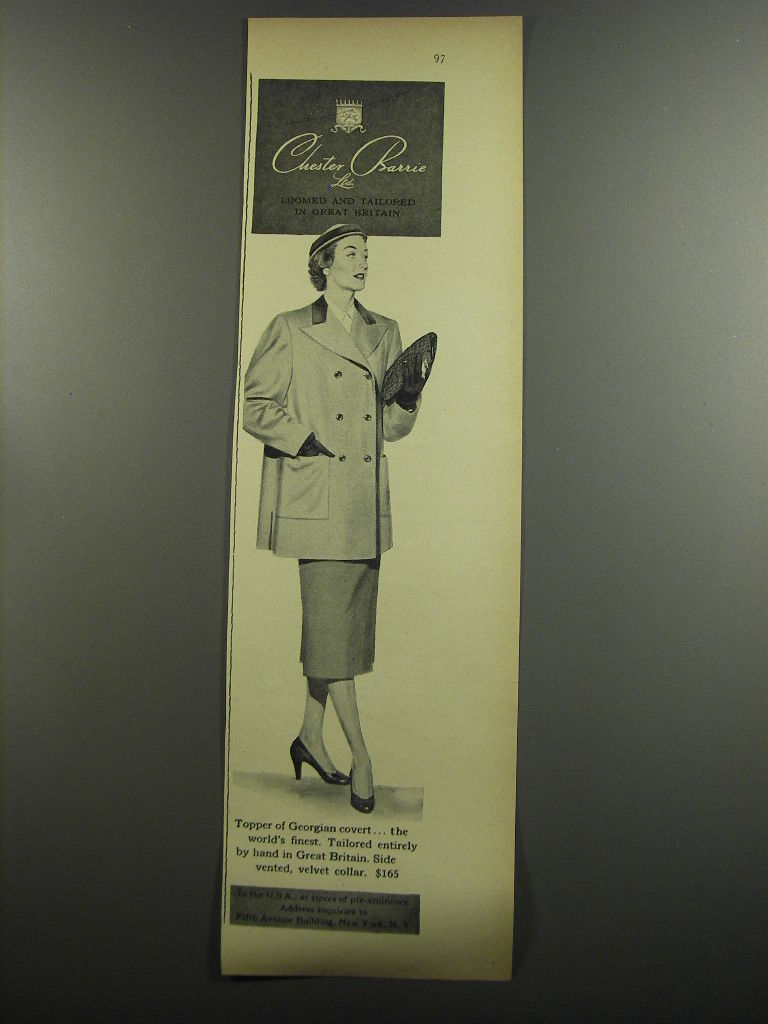 97
Chester Barrie
Ltd.
LOOMED AND TAILORED
IN GREAT BRITAIN
Topper of Georgian covert... the
world's finest. Tailored entirely
by hand in Great Britain. Side
vented, velvet collar. $165
In the U.S.A.: at stores of pre-eminence
Address inquiries to
Fifth Avenue Building, New York, N. Y.